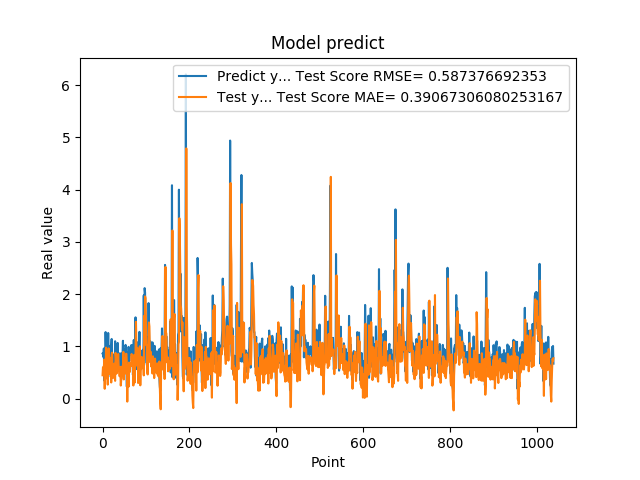 Model predict
Predict y... Test Score RMSE= 0.587376692353
Test y... Test Score MAE= 0.39067306080253167
Real value
6
5
4
3
2
1
0
0 200 400 600 800 1000
Point